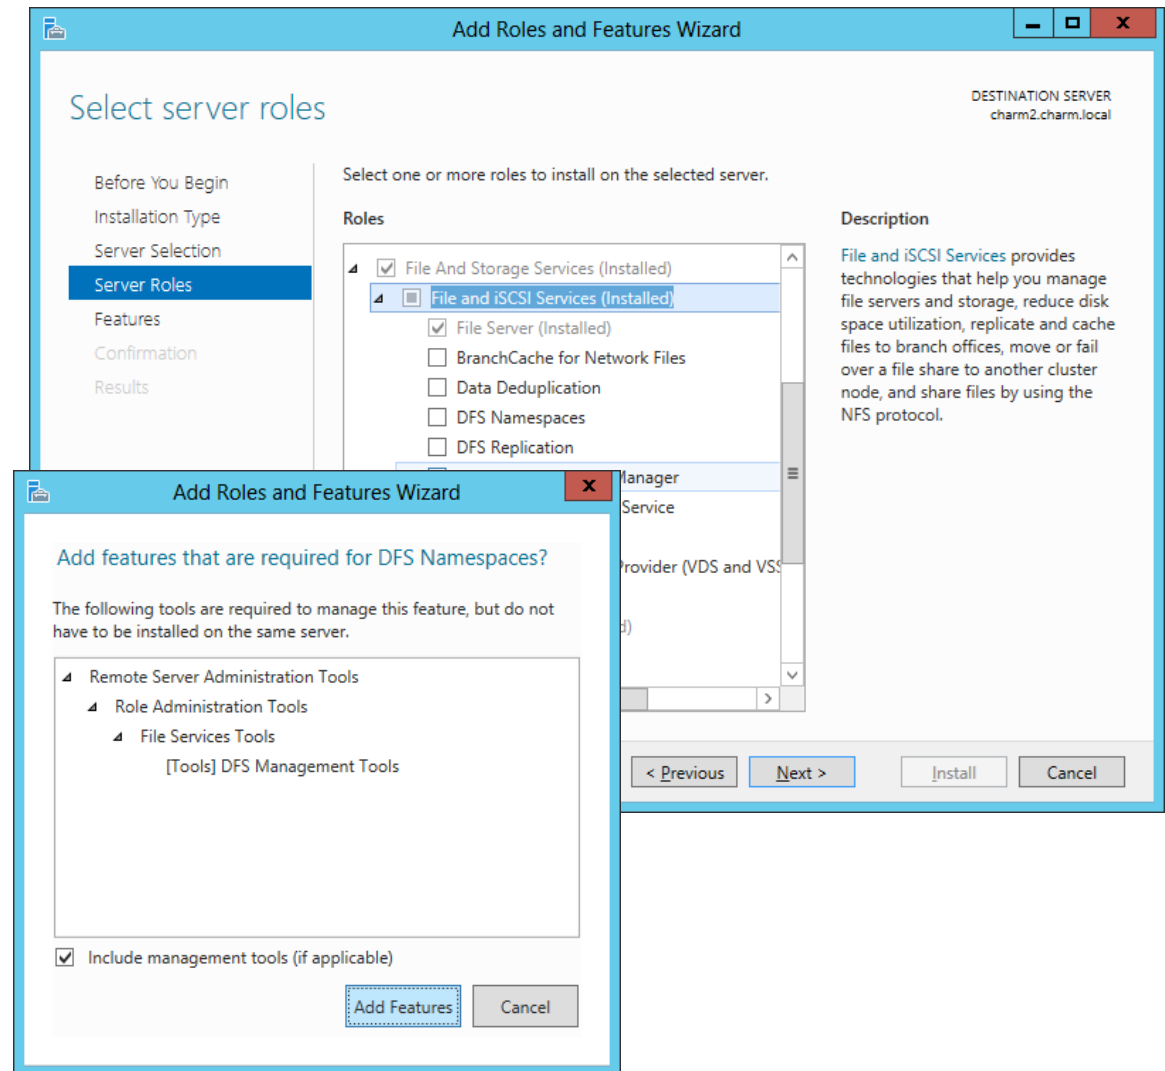 Add Roles and Features Wizard
x
Select server roles
DESTINATION SERVER
charm2.charm.local
Before You Begin
Installation Type
Server Selection
Server Roles
Features
Confirmation
Results
Select one or more roles to install on the selected server.
Roles
File And Storage Services (Installed)
File and iSCSI Services (Installed)
File Server (Installed)
BranchCache for Network Files
Data Deduplication
DFS Namespaces
DFS Replication
Manager
Service
Provider (VDS and VSS
d)
Description
File and iSCSI Services provides
technologies that help you manage
file servers and storage, reduce disk
space utilization, replicate and cache
files to branch offices, move or fail
over a file share to another cluster
node, and share files by using the
NFS protocol.
< Previous
Next >
Install
Cancel
Add Roles and Features Wizard
x
Add features that are required for DFS Namespaces?
The following tools are required to manage this feature, but do not
have to be installed on the same server.
Remote Server Administration Tools
Role Administration Tools
File Services Tools
[Tools] DFS Management Tools
Include management tools (if applicable)
Add Features
Cancel